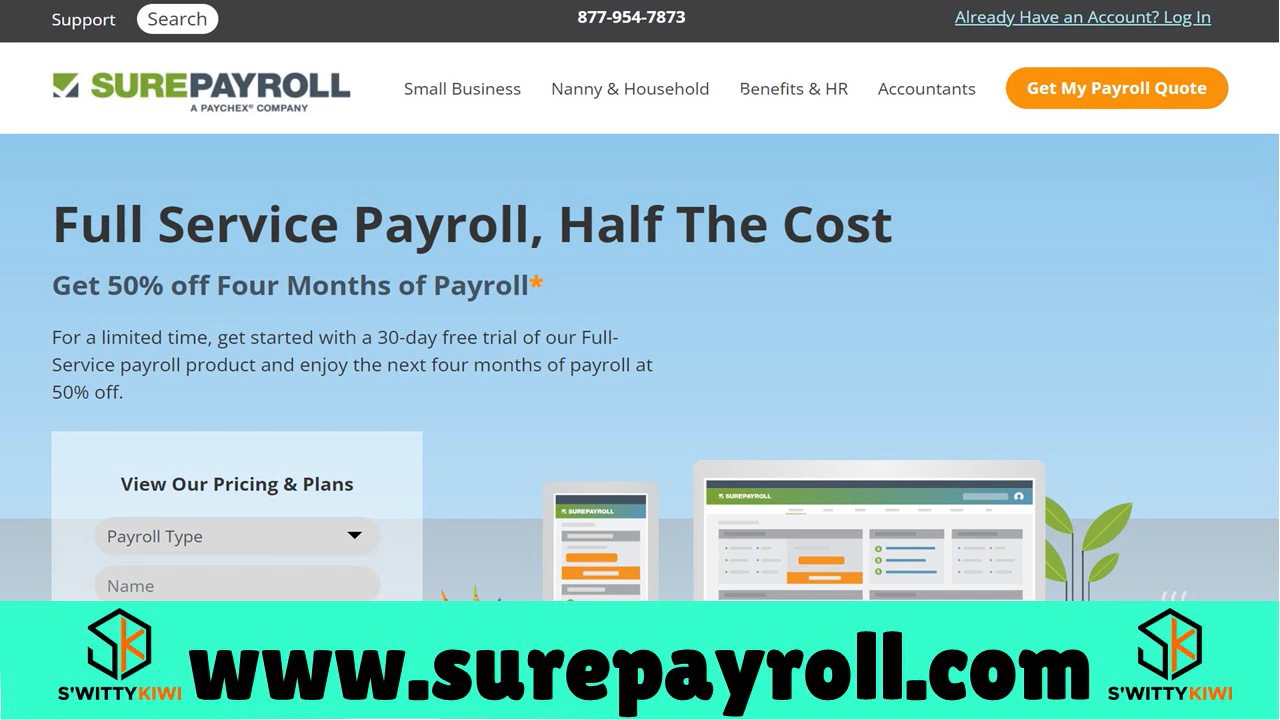 Support
Search
877-954-7873
Already Have an Account? Log In
SUREPAYROLL
A PAYCHEX® COMPANY
Small Business
Nanny & Household
Benefits & HR
Accountants
Get My Payroll Quote
Full Service Payroll, Half The Cost
Get 50% off Four Months of Payroll*
For a limited time, get started with a 30-day free trial of our Full-
Service payroll product and enjoy the next four months of payroll at
50% off.
View Our Pricing & Plans
Payroll Type
Name
SUREPAYROLL
SUREPAYROLL
S'WITTYKIWI
www.surepayroll.com
S'WITTYKIWI